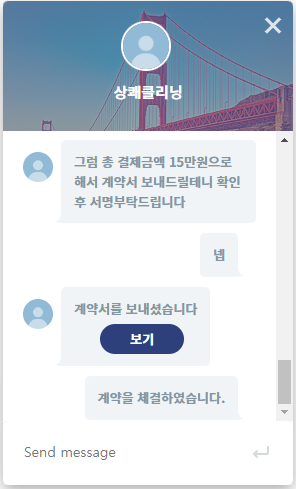 상쾌클리닝
그럼 총 결제금액 15만원으로
해서 계약서 보내드릴테니 확인
후 서명부탁드립니다
넵
계약서를 보내셨습니다
보기
계약을 체결하였습니다.
Send message